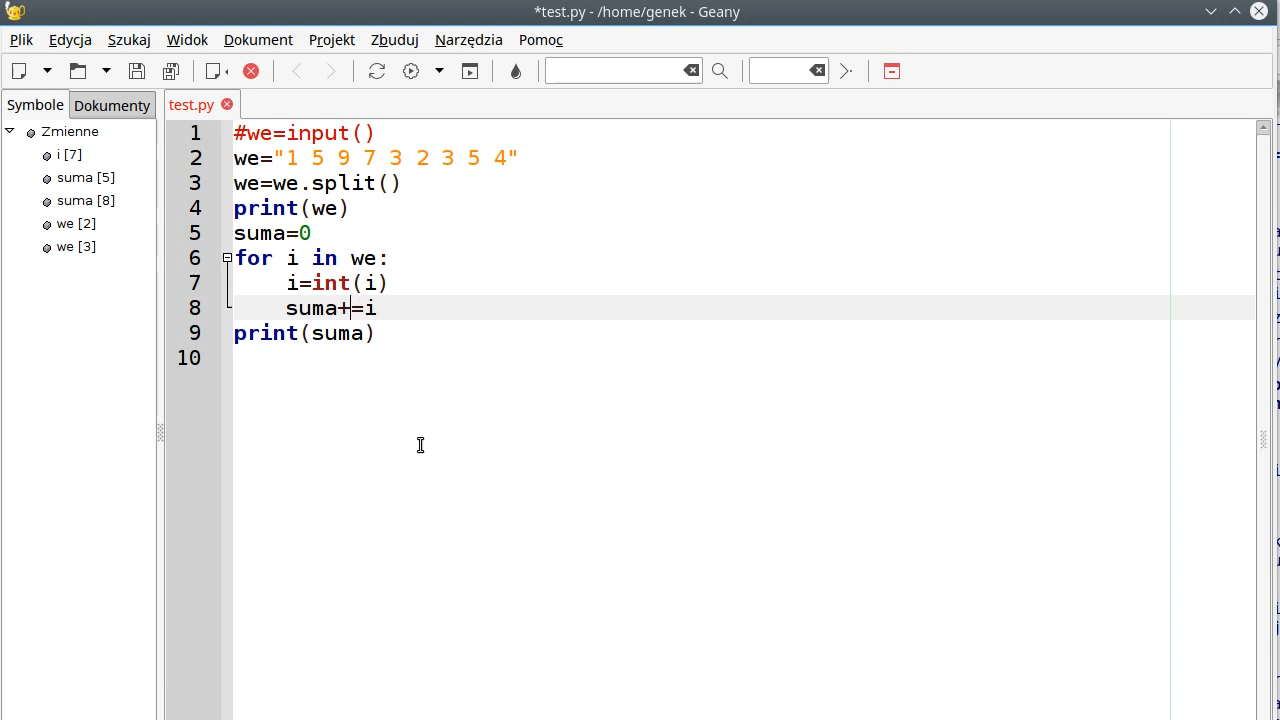 *test.py - /home/genek - Geany
Plik Edycja Szukaj Widok Dokument Projekt Zbuduj Narzędzia Pomoc
Symbole Dokumenty test.py
Zmienne
i [7]
suma [5]
suma [8]
we [2]
we [3]
1 #we=input()
2 we="1 5 9 7 3 2 3 5 4"
3 we=we.split()
4 print(we)
5 suma=0
6 for i in we:
7 i=int(i)
8 suma+=i
9 print(suma)
10